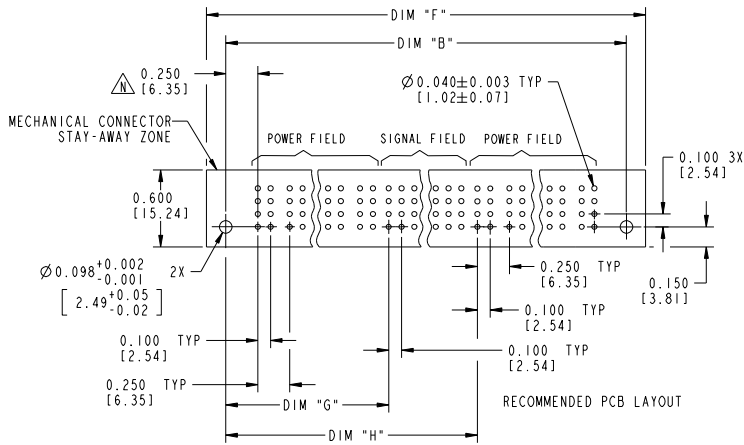 DIM "F"
DIM "B"
N
0.250
[6.35]
Ø0.040±0.003 TYP
[1.02±0.07]
MECHANICAL CONNECTOR
STAY-AWAY ZONE
POWER FIELD
SIGNAL FIELD
POWER FIELD
0.100 3X
[2.54]
0.600
[15.24]
Ø0.098+0.002
-0.001
2X
[2.49+0.05
-0.02]
0.250 TYP
[6.35]
0.150
[3.81]
0.100 TYP
[2.54]
0.100 TYP
[2.54]
0.100 TYP
[2.54]
0.250 TYP
[6.35]
DIM "G"
RECOMMENDED PCB LAYOUT
DIM "H"